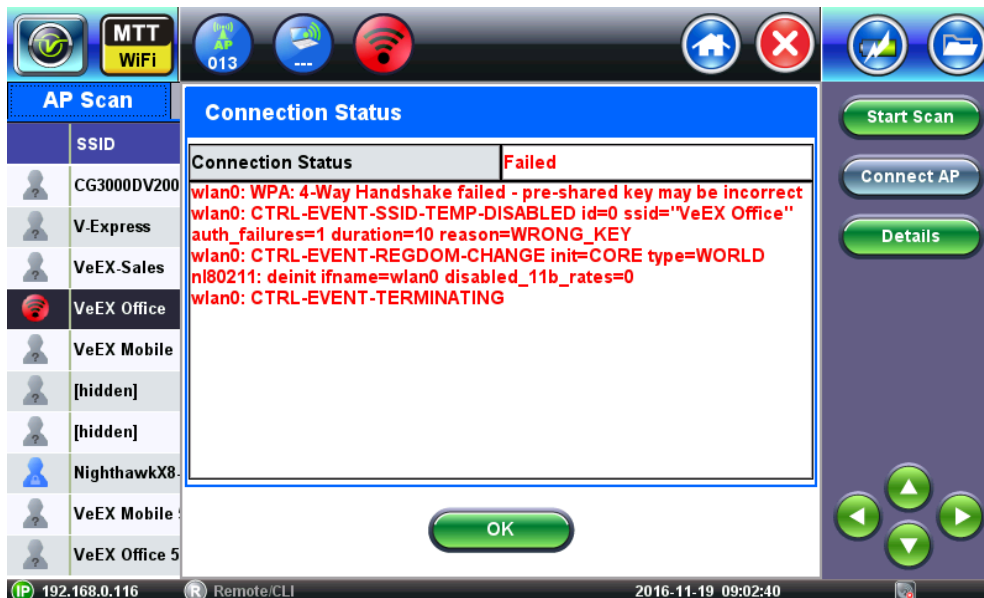 MTT
WiFi
AP
013
---
AP Scan
Connection Status
Start Scan
SSID
Connection Status
Failed
Connect AP
CG3000DV200
wlan0: WPA: 4-Way Handshake failed - pre-shared key may be incorrect
wlan0: CTRL-EVENT-SSID-TEMP-DISABLED id=0 ssid="VeEX Office"
auth_failures=1 duration=10 reason=WRONG_KEY
wlan0: CTRL-EVENT-REGDOM-CHANGE init=CORE type=WORLD
nl80211: deinit ifname=wlan0 disabled_11b_rates=0
wlan0: CTRL-EVENT-TERMINATING
V-Express
Details
VeEX-Sales
VeEX Office
VeEX Mobile
[hidden]
[hidden]
NighthawkX8-
VeEX Mobile
VeEX Office 5
OK
IP 192.168.0.116
R Remote/CLI
2016-11-19 09:02:40